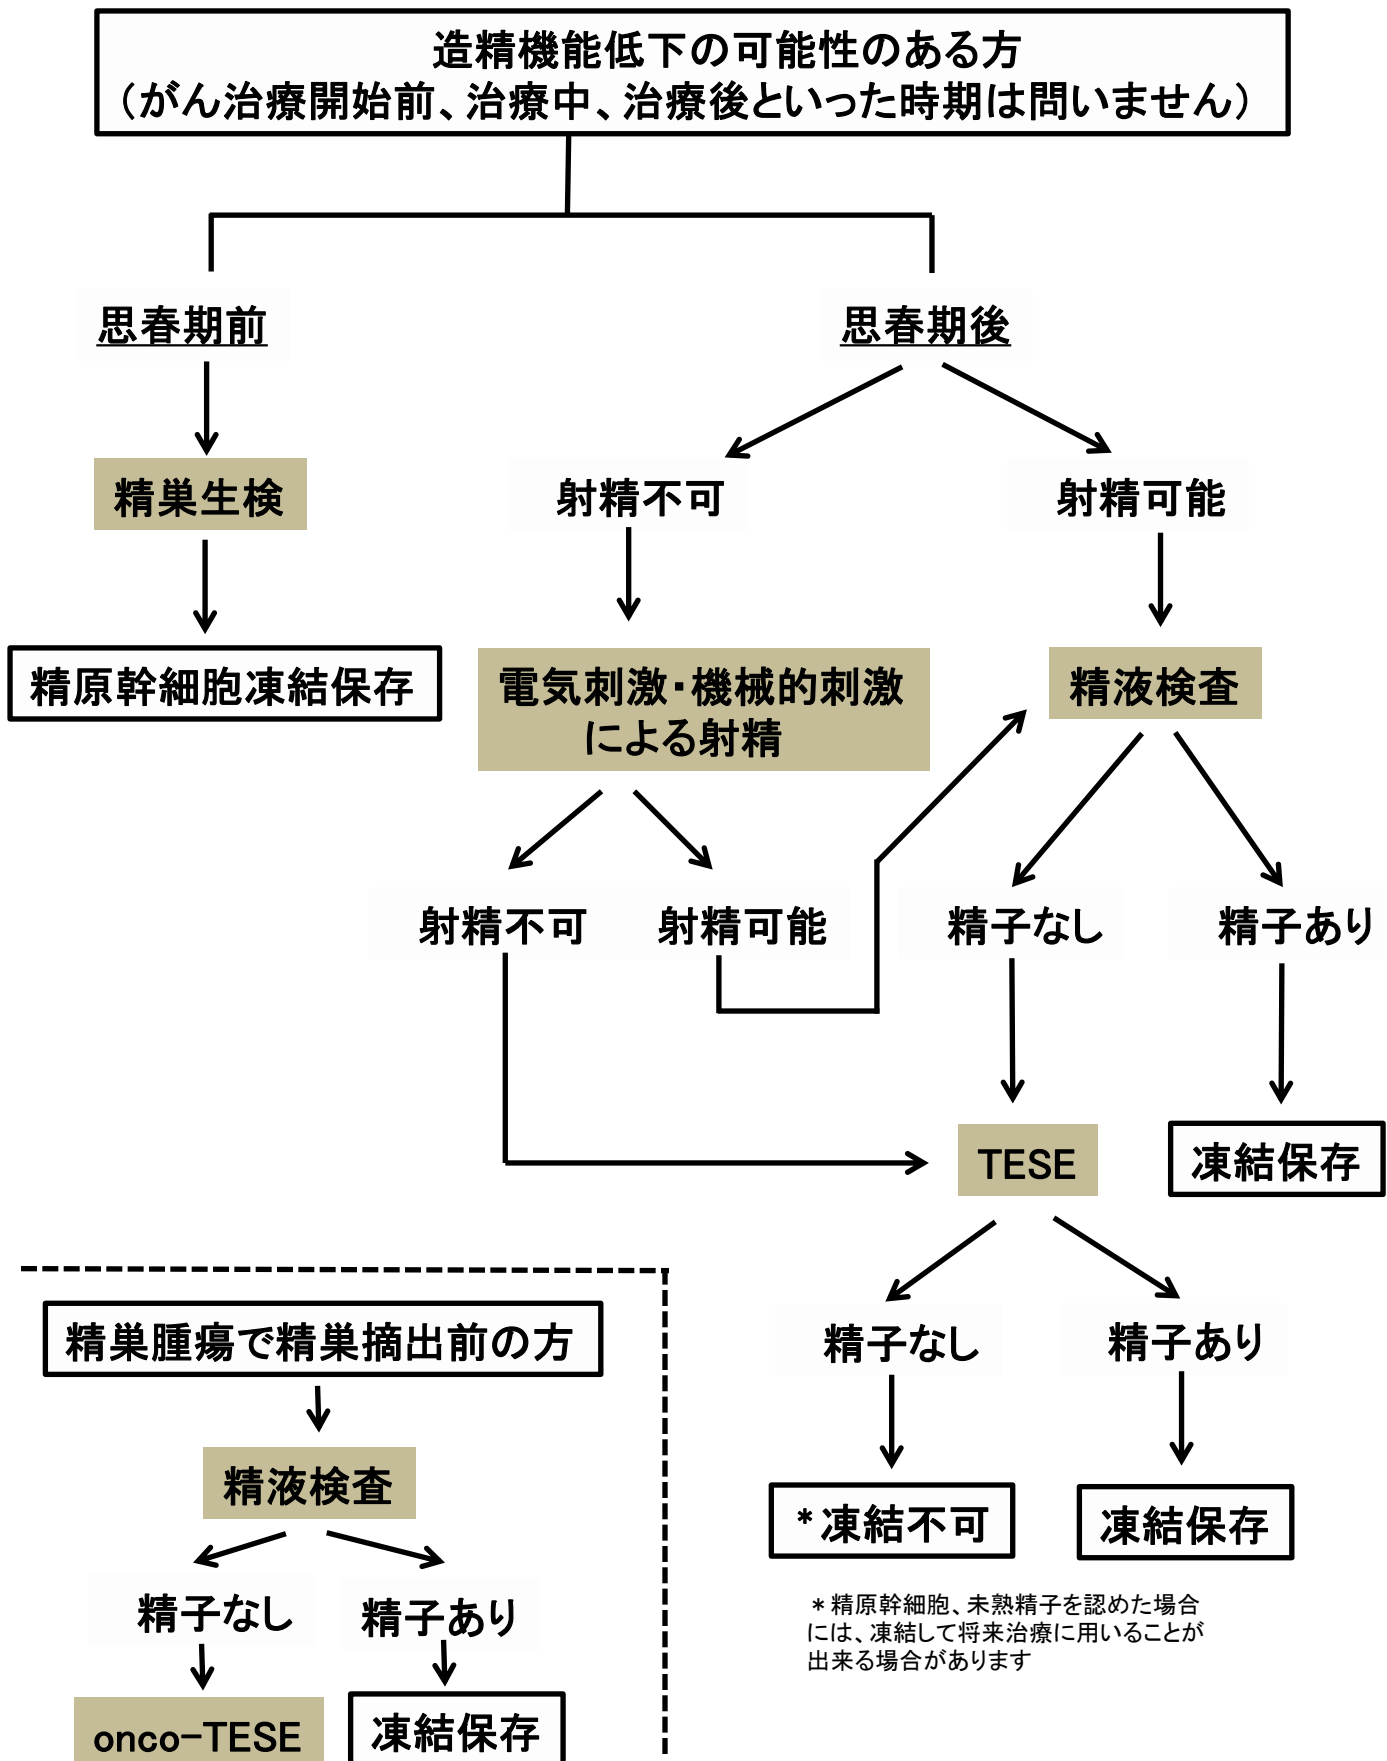 造精機能低下の可能性のある方
（がん治療開始前、治療中、治療後といった時期は問いません）
思春期前
思春期後
精巣生検
射精不可
射精可能
精原幹細胞凍結保存
電気刺激・機械的刺激
による射精
精液検査
射精不可
射精可能
精子なし
精子あり
TESE
凍結保存
精子なし
精子あり
*凍結不可
凍結保存
*精原幹細胞、未熟精子を認めた場合
には、凍結して将来治療に用いることが
出来る場合があります
精巣腫瘍で精巣摘出前の方
精液検査
精子なし
精子あり
onco-TESE
凍結保存